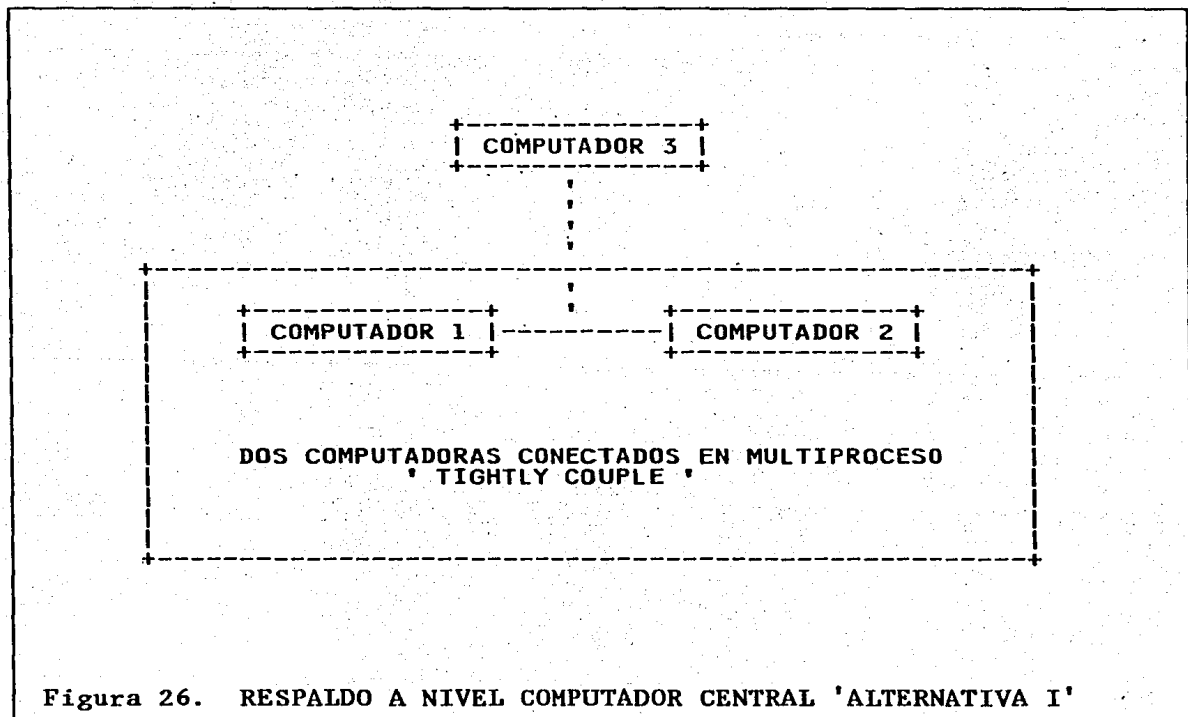 COMPUTADOR 3
COMPUTADOR 1 COMPUTADOR 2
DOS COMPUTADORAS CONECTADOS EN MULTIPROCESO
' TIGHTLY COUPLE '
Figura 26. RESPALDO A NIVEL COMPUTADOR CENTRAL 'ALTERNATIVA I'